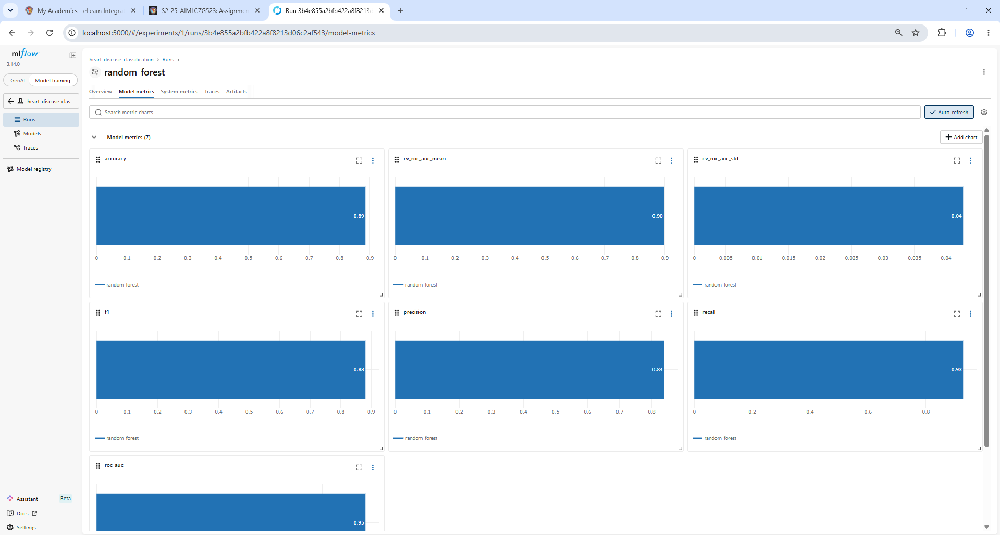 My Academics - eLearn Integra
S2-25_AIMLCZG523: Assignmen
Run 3b4e855a2bfb422a8f8213d
localhost:5000/#/experiments/1/runs/3b4e855a2bfb422a8f8213d06c2af543/model-metrics
mlflow
3.14.0
GenAI
Model training
heart-disease-clas...
Runs
Models
Traces
Model registry
Assistant
Beta
Docs
Settings
heart-disease-classification > Runs >
random_forest
Overview Model metrics System metrics Traces Artifacts
Search metric charts
Auto-refresh
Model metrics (7)
Add chart
accuracy
0.89
0 0.1 0.2 0.3 0.4 0.5 0.6 0.7 0.8 0.9
random_forest
cv_roc_auc_mean
0.90
0 0.1 0.2 0.3 0.4 0.5 0.6 0.7 0.8 0.9
random_forest
cv_roc_auc_std
0.04
0 0.005 0.01 0.015 0.02 0.025 0.03 0.035 0.04
random_forest
f1
0.88
0 0.1 0.2 0.3 0.4 0.5 0.6 0.7 0.8 0.9
random_forest
precision
0.84
0 0.1 0.2 0.3 0.4 0.5 0.6 0.7 0.8
random_forest
recall
0.93
0 0.2 0.4 0.6 0.8
random_forest
roc_auc
0.95